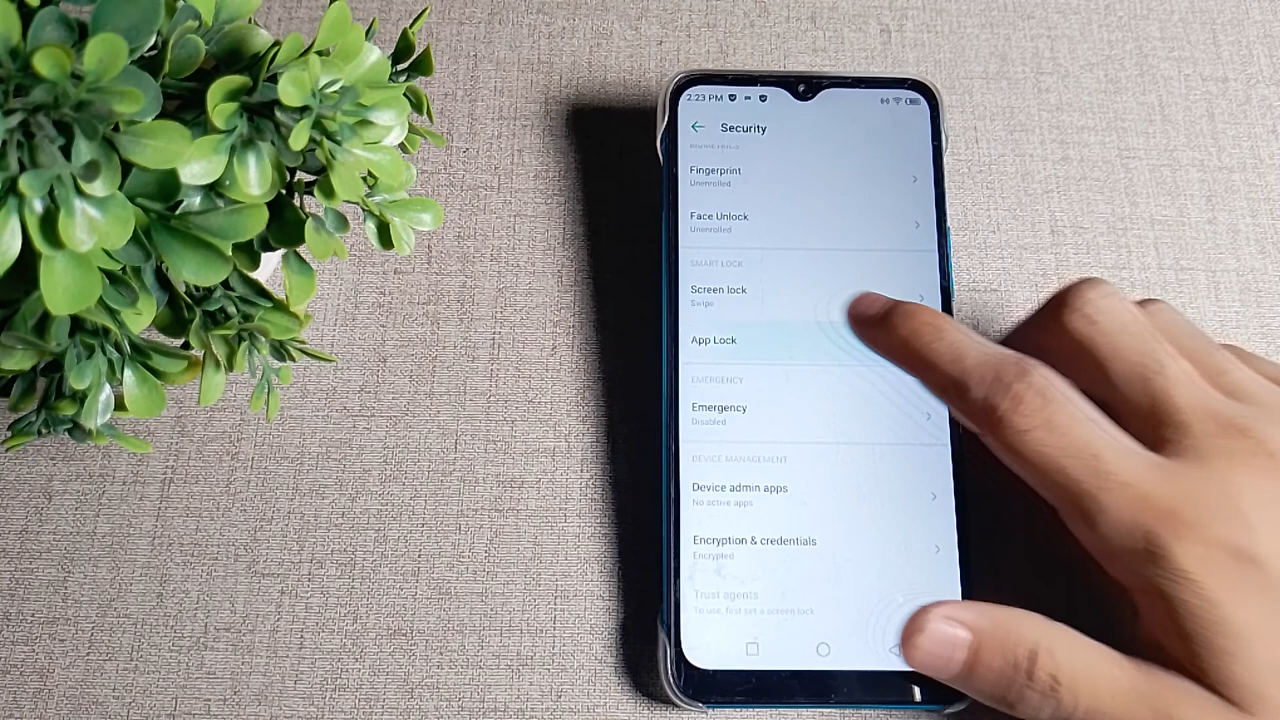 2:23 PM
Security
Fingerprint
Unenrolled
Face Unlock
Unenrolled
SMART LOCK
Screen lock
Swipe
App Lock
EMERGENCY
Emergency
Disabled
DEVICE MANAGEMENT
Device admin apps
No active apps
Encryption & credentials
Encrypted
Trust agents
To use, first set a screen lock